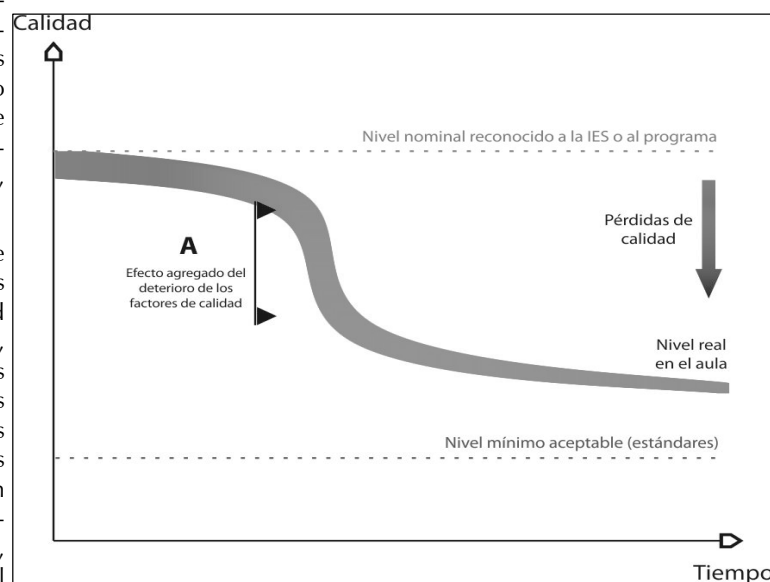 Calidad
Nivel nominal reconocido a la IES o al programa
Pérdidas de
calidad
A
Efecto agregado del
deterioro de los
factores de calidad
Nivel real
en el aula
Nivel mínimo aceptable (estándares)
Tiempo